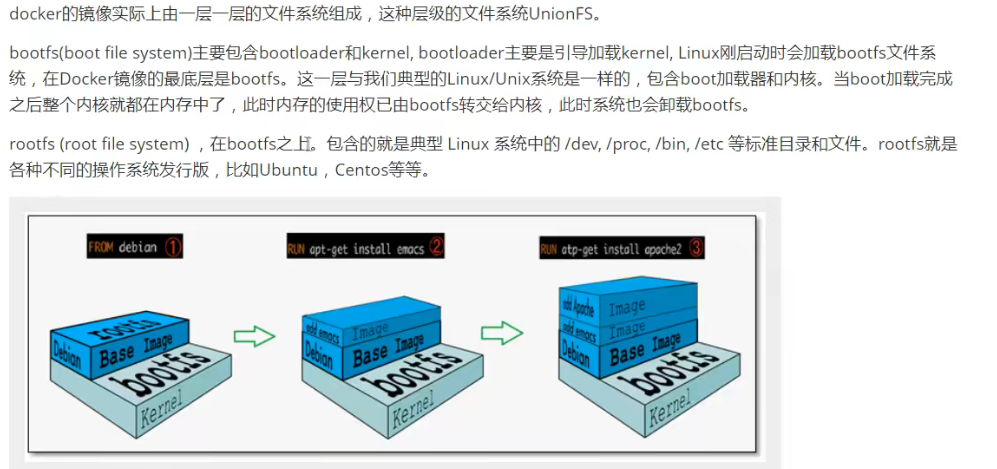 docker的镜像实际上由一层一层的文件系统组成，这种层级的文件系统UnionFS。
bootfs(boot file system)主要包含bootloader和kernel, bootloader主要是引导加载kernel, Linux刚启动时会加载bootfs文件系
统，在Docker镜像的最底层是bootfs。这一层与我们典型的Linux/Unix系统是一样的，包含boot加载器和内核。当boot加载完成
之后整个内核就都在内存中了，此时内存的使用权已由bootfs转交给内核，此时系统也会卸载bootfs。
rootfs (root file system) ，在bootfs之上。包含的就是典型 Linux 系统中的 /dev, /proc, /bin, /etc 等标准目录和文件。rootfs就是
各种不同的操作系统发行版，比如Ubuntu，Centos等等。
FROM debian ①
rootfs
Debian Base Image
bootfs
Kernel
RUN apt-get install emacs ②
add emacs Image
Debian Base Image
bootfs
Kernel
RUN atp-get install apache2 ③
add Apache Image
add emacs Image
Debian Base Image
bootfs
Kernel